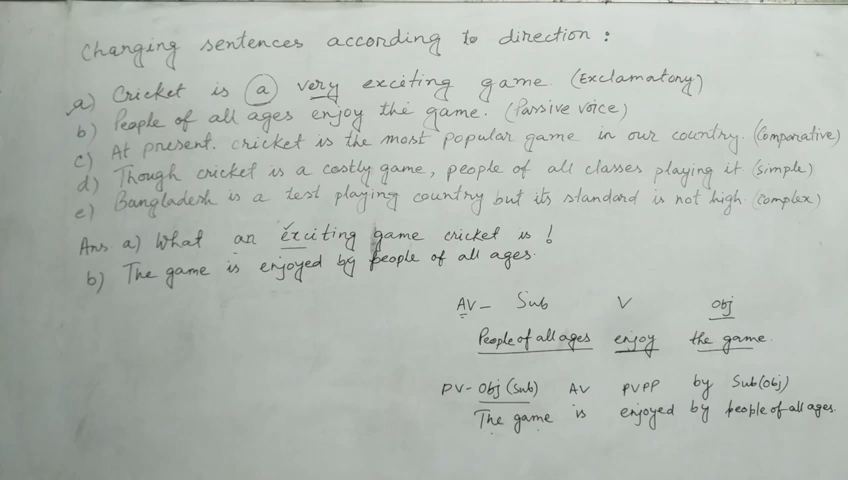 Changing sentences according to direction :
a) Cricket is a very exciting game. (Exclamatory)
b) People of all ages enjoy the game. (Passive voice)
c) At present. cricket is the most popular game in our country. (Comparative)
d) Though cricket is a costly game, people of all classes playing it. (simple)
e) Bangladesh is a test playing country but its standard is not high. (complex)
Ans a) What an exciting game cricket is !
b) The game is enjoyed by people of all ages.
AV - Sub V Obj
People of all ages enjoy the game.
PV - Obj (Sub) AV PVPP by Sub(obj)
The game is enjoyed by people of all ages.